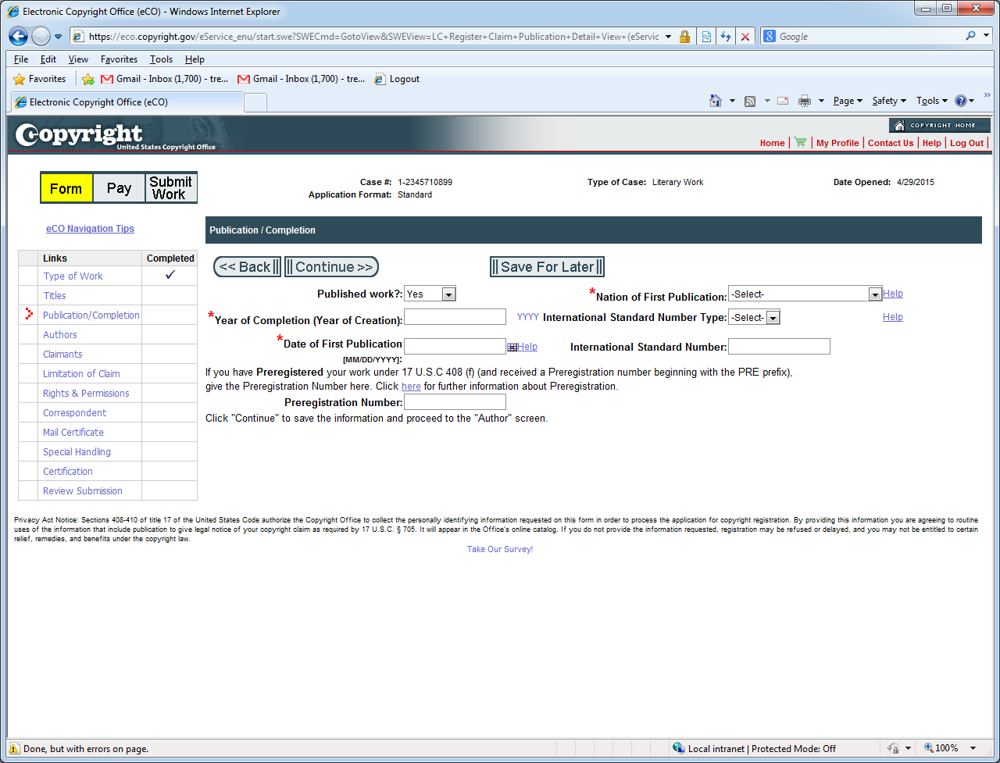 Electronic Copyright Office (eCO) - Windows Internet Explorer
https://eco.copyright.gov/eService_enu/start.swe?SWECmd=GotoView&SWEView=LC+Register+Claim+Publication+Detail+View+(eServic
Google
File Edit View Favorites Tools Help
Favorites Gmail - Inbox (1,700) - tre... Gmail - Inbox (1,700) - tre... Logout
Electronic Copyright Office (eCO)
Page Safety Tools
Copyright
United States Copyright Office
COPYRIGHT HOME
Home My Profile Contact Us Help Log Out
Form Pay Submit Work
Case #: 1-2345710899 Type of Case: Literary Work Date Opened: 4/29/2015
Application Format: Standard
eCO Navigation Tips
Publication / Completion
Links Completed
Type of Work
Titles
Publication/Completion
Authors
Claimants
Limitation of Claim
Rights & Permissions
Correspondent
Mail Certificate
Special Handling
Certification
Review Submission
<< Back Continue >> Save For Later
Published work?: Yes *Nation of First Publication: -Select- Help
*Year of Completion (Year of Creation): YYYY International Standard Number Type: -Select- Help
*Date of First Publication Help International Standard Number:
[MM/DD/YYYY]:
If you have Preregistered your work under 17 U.S.C 408 (f) (and received a Preregistration number beginning with the PRE prefix),
give the Preregistration Number here. Click here for further information about Preregistration.
Preregistration Number:
Click "Continue" to save the information and proceed to the "Author" screen.
Privacy Act Notice: Sections 408-410 of title 17 of the United States Code authorize the Copyright Office to collect the personally identifying information requested on this form in order to process the application for copyright registration. By providing this information you are agreeing to routine
uses of the information that include publication to give legal notice of your copyright claim as required by 17 U.S.C. § 705. It will appear in the Office's online catalog. If you do not provide the information requested, registration may be refused or delayed, and you may not be entitled to certain
relief, remedies, and benefits under the copyright law.
Take Our Survey!
Done, but with errors on page. Local intranet | Protected Mode: Off 100%